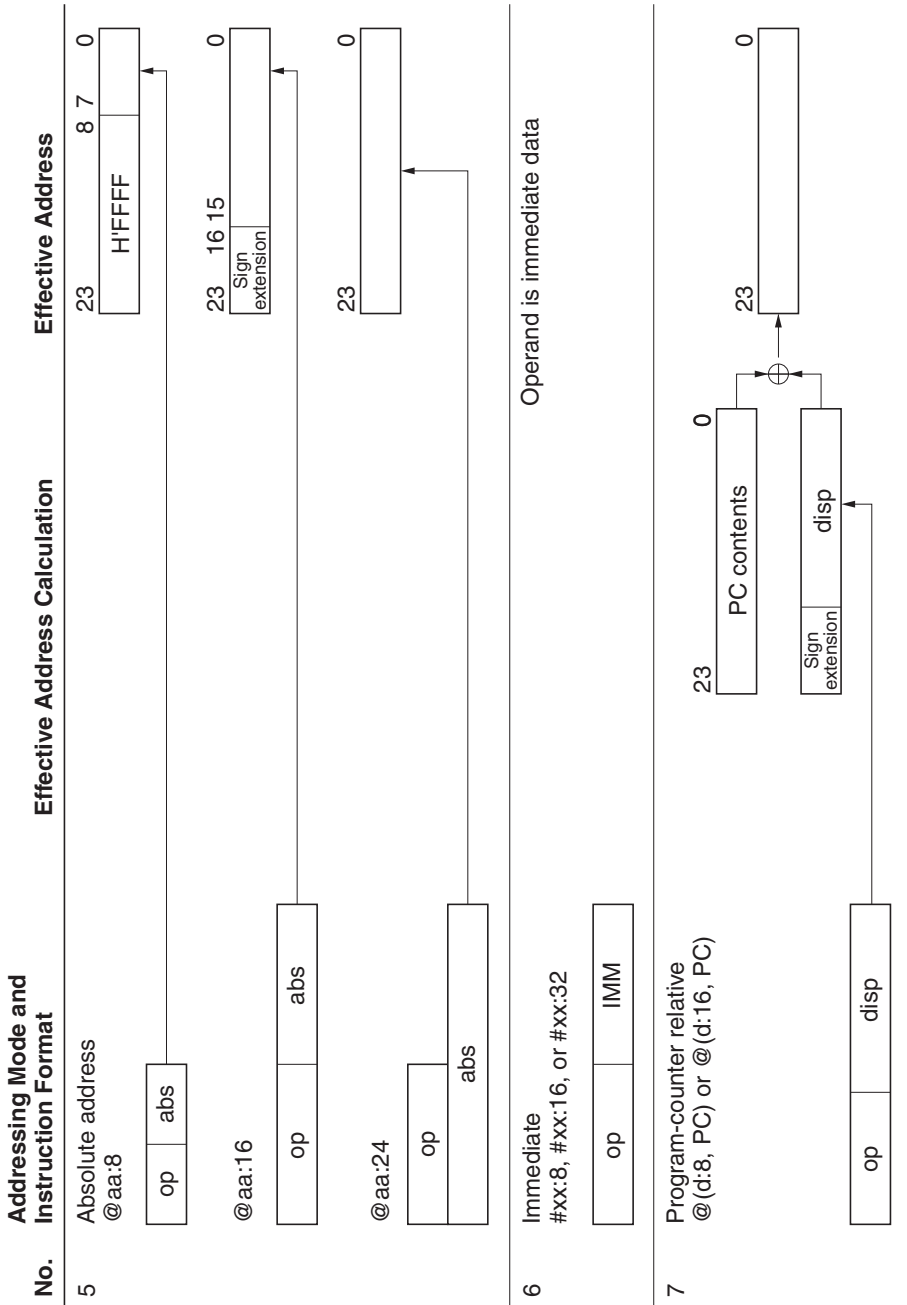 No.
Addressing Mode and
Instruction Format
Effective Address Calculation
Effective Address
5
Absolute address
@aa:8
op
abs
23
8 7
0
H'FFFF
@aa:16
op
abs
23
16 15
0
Sign
extension
@aa:24
op
abs
23
0
6
Immediate
#xx:8, #xx:16, or #xx:32
op
IMM
Operand is immediate data
7
Program-counter relative
@(d:8, PC) or @(d:16, PC)
op
disp
23
0
PC contents
Sign
extension
disp
23
0